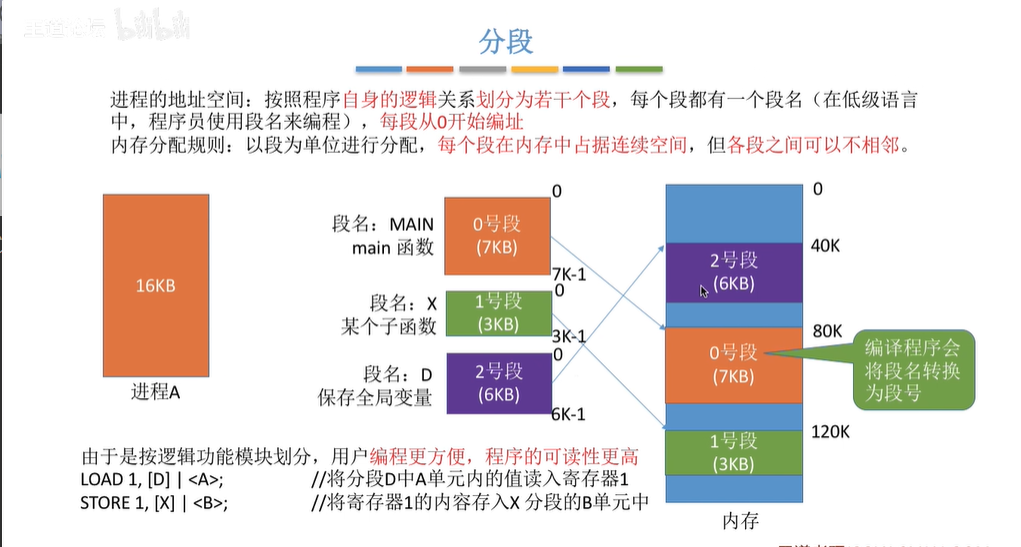 bilibili
分段
进程的地址空间：按照程序自身的逻辑关系划分为若干个段，每个段都有一个段名（在低级语言
中，程序员使用段名来编程），每段从0开始编址
内存分配规则：以段为单位进行分配，每个段在内存中占据连续空间，但各段之间可以不相邻。
16KB
进程A
段名：MAIN
main 函数
0号段
(7KB)
0
7K-1
段名：X
某个子函数
1号段
(3KB)
0
3K-1
段名：D
保存全局变量
2号段
(6KB)
0
6K-1
0
2号段
(6KB)
40K
0号段
(7KB)
80K
1号段
(3KB)
120K
内存
编译程序会
将段名转换
为段号
由于是按逻辑功能模块划分，用户编程更方便，程序的可读性更高
LOAD 1, [D] | <A>; //将分段D中A单元内的值读入寄存器1
STORE 1, [X] | <B>; //将寄存器1的内容存入X 分段的B单元中